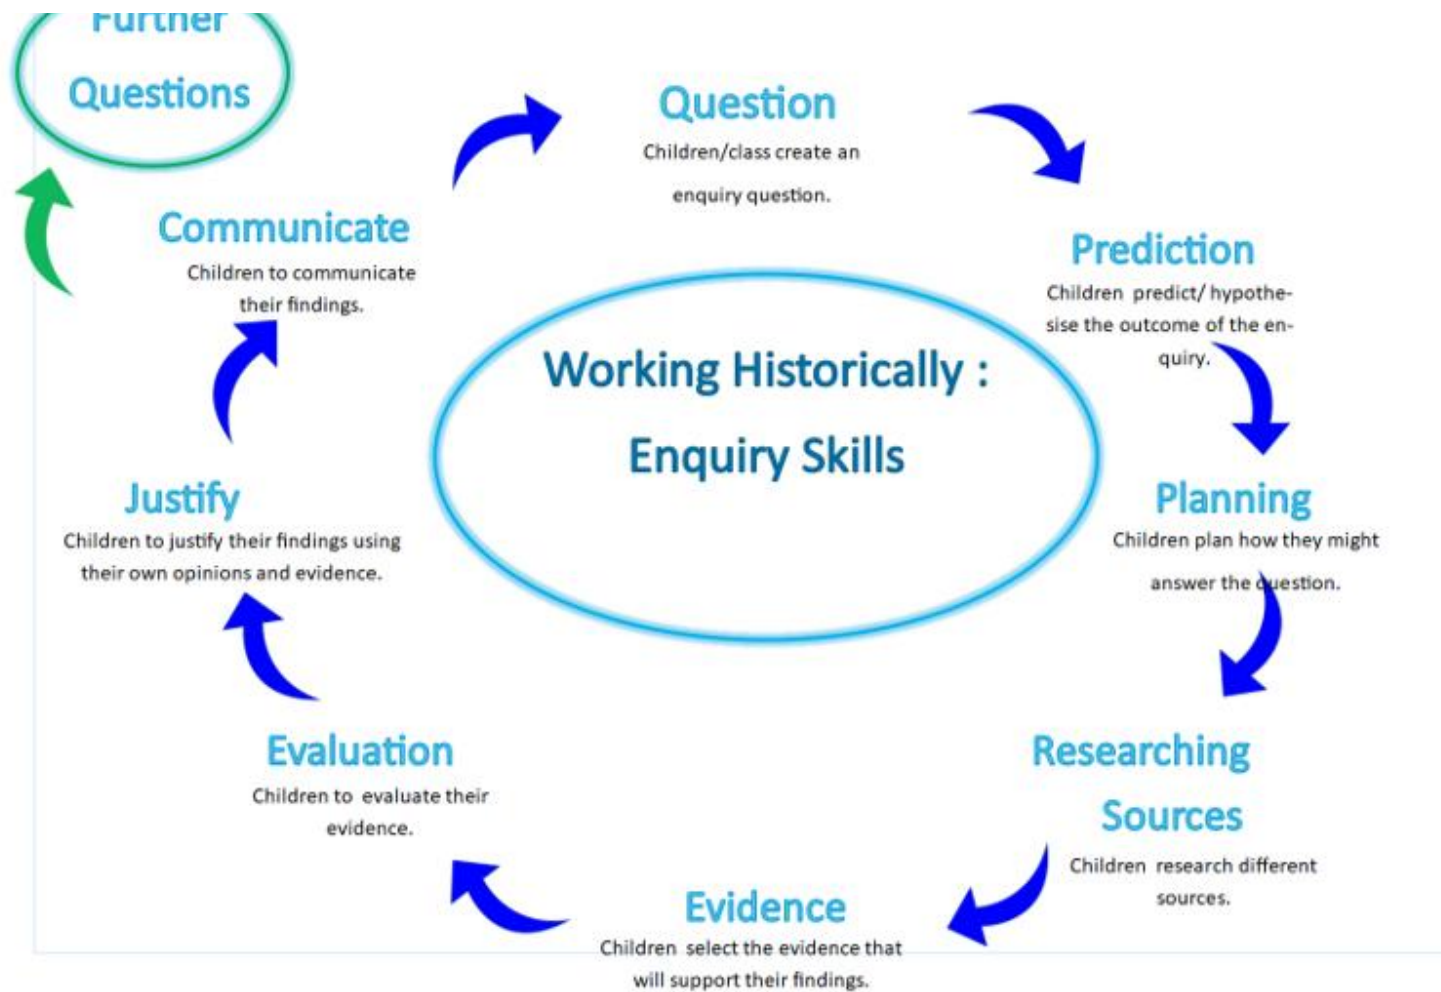 Further
Questions
Question
Children/class create an
enquiry question.
Prediction
Children predict/ hypothe-
sise the outcome of the en-
quiry.
Planning
Children plan how they might
answer the question.
Researching
Sources
Children research different
sources.
Evidence
Children select the evidence that
will support their findings.
Evaluation
Children to evaluate their
evidence.
Justify
Children to justify their findings using
their own opinions and evidence.
Communicate
Children to communicate
their findings.
Working Historically :
Enquiry Skills